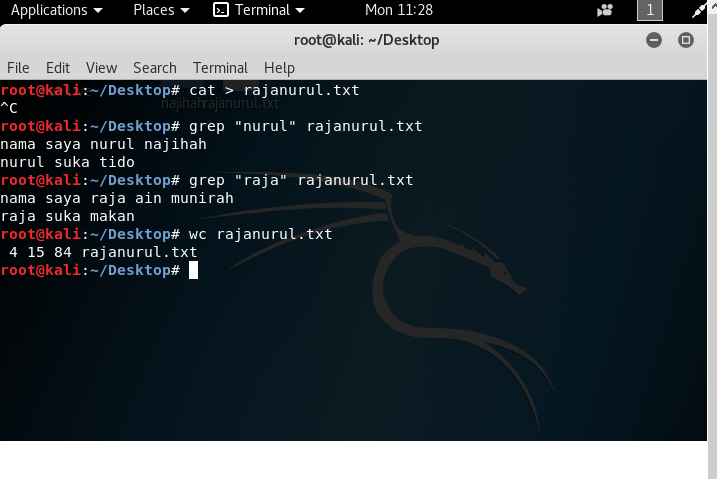 Applications Places Terminal Mon 11:28 1
root@kali: ~/Desktop
File Edit View Search Terminal Help
root@kali:~/Desktop# cat > rajanurul.txt
^C
najihahrajanurul.txt
root@kali:~/Desktop# grep "nurul" rajanurul.txt
nama saya nurul najihah
nurul suka tido
root@kali:~/Desktop# grep "raja" rajanurul.txt
nama saya raja ain munirah
raja suka makan
root@kali:~/Desktop# wc rajanurul.txt
4 15 84 rajanurul.txt
root@kali:~/Desktop#